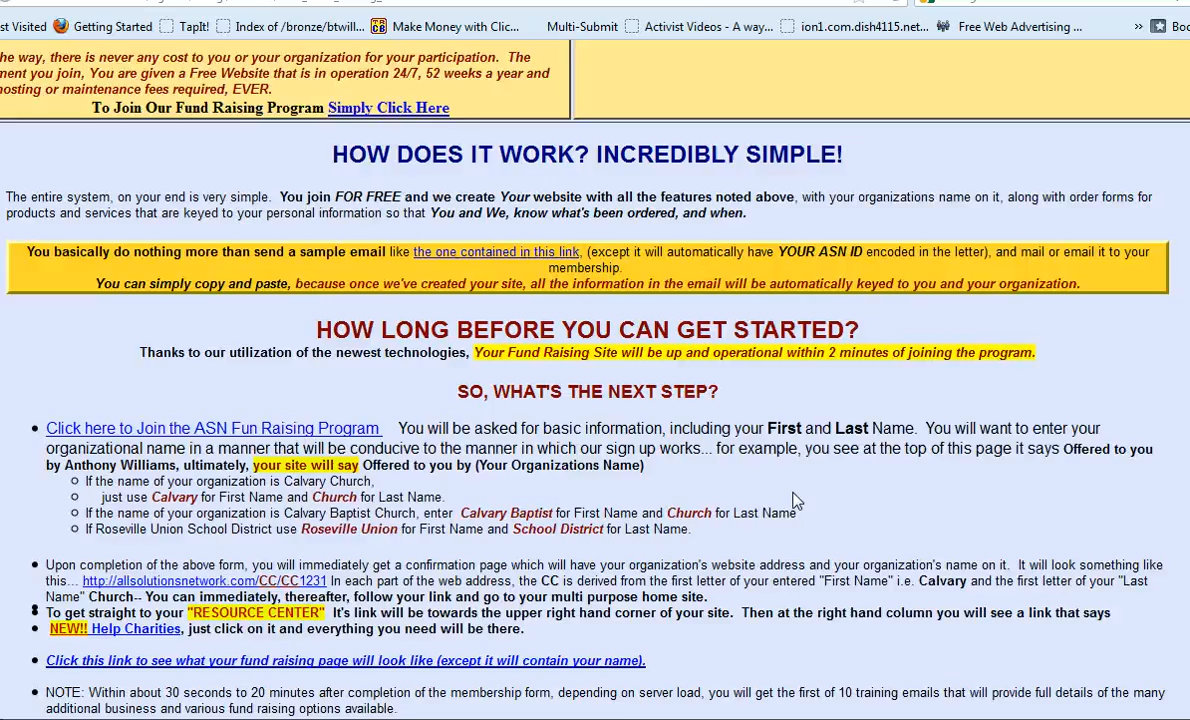 st Visited Getting Started TapIt! Index of /bronze/btwill... Make Money with Clic... Multi-Submit Activist Videos - A way... ion1.com.dish4115.net... Free Web Advertising ... » Boo
he way, there is never any cost to you or your organization for your participation. The
ment you join, You are given a Free Website that is in operation 24/7, 52 weeks a year and
hosting or maintenance fees required, EVER.
To Join Our Fund Raising Program Simply Click Here
HOW DOES IT WORK? INCREDIBLY SIMPLE!
The entire system, on your end is very simple. You join FOR FREE and we create Your website with all the features noted above, with your organizations name on it, along with order forms for
products and services that are keyed to your personal information so that You and We, know what's been ordered, and when.
You basically do nothing more than send a sample email like the one contained in this link, (except it will automatically have YOUR ASN ID encoded in the letter), and mail or email it to your
membership.
You can simply copy and paste, because once we've created your site, all the information in the email will be automatically keyed to you and your organization.
HOW LONG BEFORE YOU CAN GET STARTED?
Thanks to our utilization of the newest technologies, Your Fund Raising Site will be up and operational within 2 minutes of joining the program.
SO, WHAT'S THE NEXT STEP?
Click here to Join the ASN Fun Raising Program You will be asked for basic information, including your First and Last Name. You will want to enter your
organizational name in a manner that will be conducive to the manner in which our sign up works... for example, you see at the top of this page it says Offered to you
by Anthony Williams, ultimately, your site will say Offered to you by (Your Organizations Name)
If the name of your organization is Calvary Church,
just use Calvary for First Name and Church for Last Name.
If the name of your organization is Calvary Baptist Church, enter Calvary Baptist for First Name and Church for Last Name
If Roseville Union School District use Roseville Union for First Name and School District for Last Name.
Upon completion of the above form, you will immediately get a confirmation page which will have your organization's website address and your organization's name on it. It will look something like
this... http://allsolutionsnetwork.com/CC/CC1231 In each part of the web address, the CC is derived from the first letter of your entered "First Name" i.e. Calvary and the first letter of your "Last
Name" Church-- You can immediately, thereafter, follow your link and go to your multi purpose home site.
To get straight to your "RESOURCE CENTER" It's link will be towards the upper right hand corner of your site. Then at the right hand column you will see a link that says
NEW!! Help Charities, just click on it and everything you need will be there.
Click this link to see what your fund raising page will look like (except it will contain your name).
NOTE: Within about 30 seconds to 20 minutes after completion of the membership form, depending on server load, you will get the first of 10 training emails that will provide full details of the many
additional business and various fund raising options available.